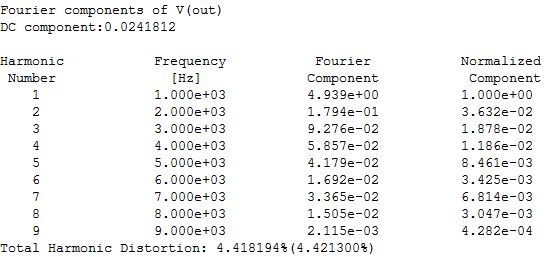 Fourier components of V(out)
DC component:0.0241812
Harmonic Frequency Fourier Normalized
Number [Hz] Component Component
1 1.000e+03 4.939e+00 1.000e+00
2 2.000e+03 1.794e-01 3.632e-02
3 3.000e+03 9.276e-02 1.878e-02
4 4.000e+03 5.857e-02 1.186e-02
5 5.000e+03 4.179e-02 8.461e-03
6 6.000e+03 1.692e-02 3.425e-03
7 7.000e+03 3.365e-02 6.814e-03
8 8.000e+03 1.505e-02 3.047e-03
9 9.000e+03 2.115e-03 4.282e-04
Total Harmonic Distortion: 4.418194%(4.421300%)